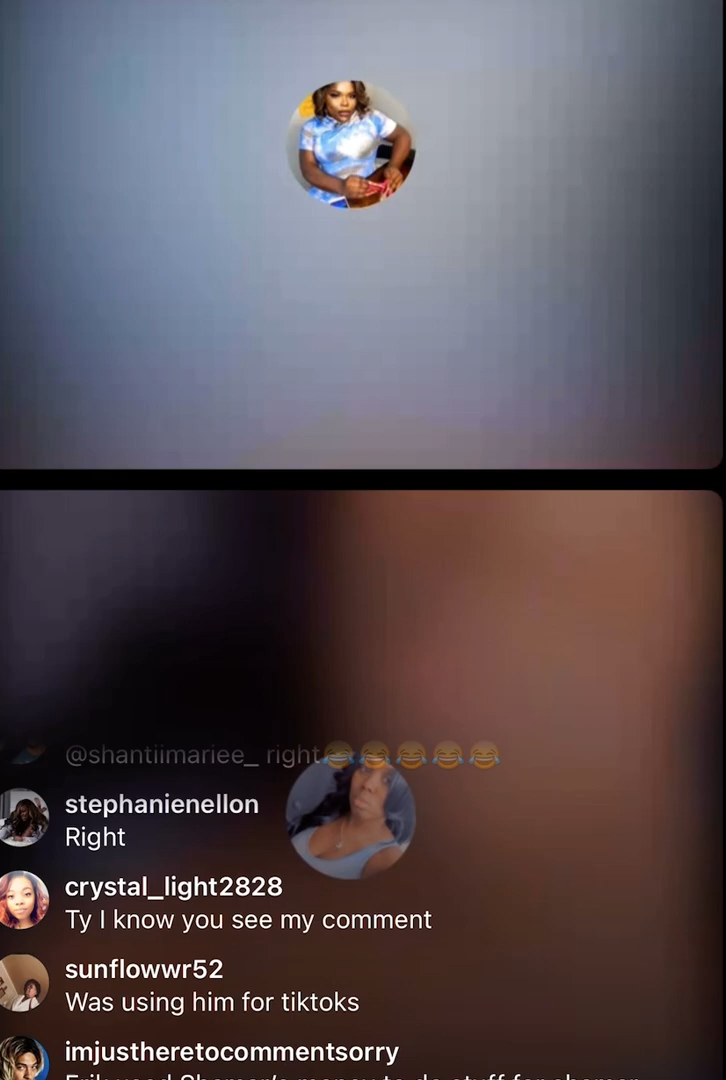 @shantiimariee_ right😂😂😂😂😂
stephanienellon
Right
crystal_light2828
Ty I know you see my comment
sunflowwr52
Was using him for tiktoks
imjustheretocommentsorry